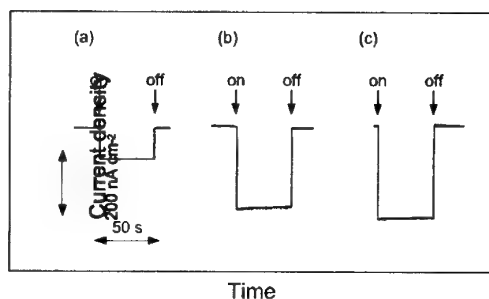 (a) (b) (c)
off on off on off
Current density
200 nA cm-2
50 s
Time